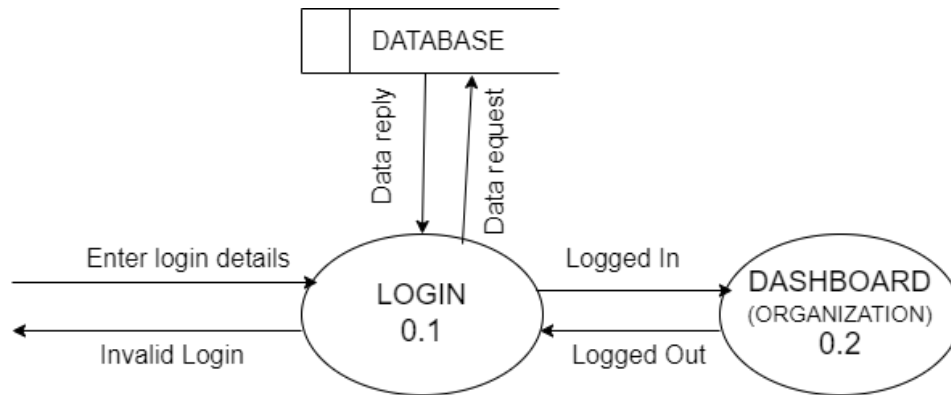 DATABASE
Data reply
Data request
Enter login details
Logged In
LOGIN
0.1
DASHBOARD
(ORGANIZATION)
0.2
Invalid Login
Logged Out